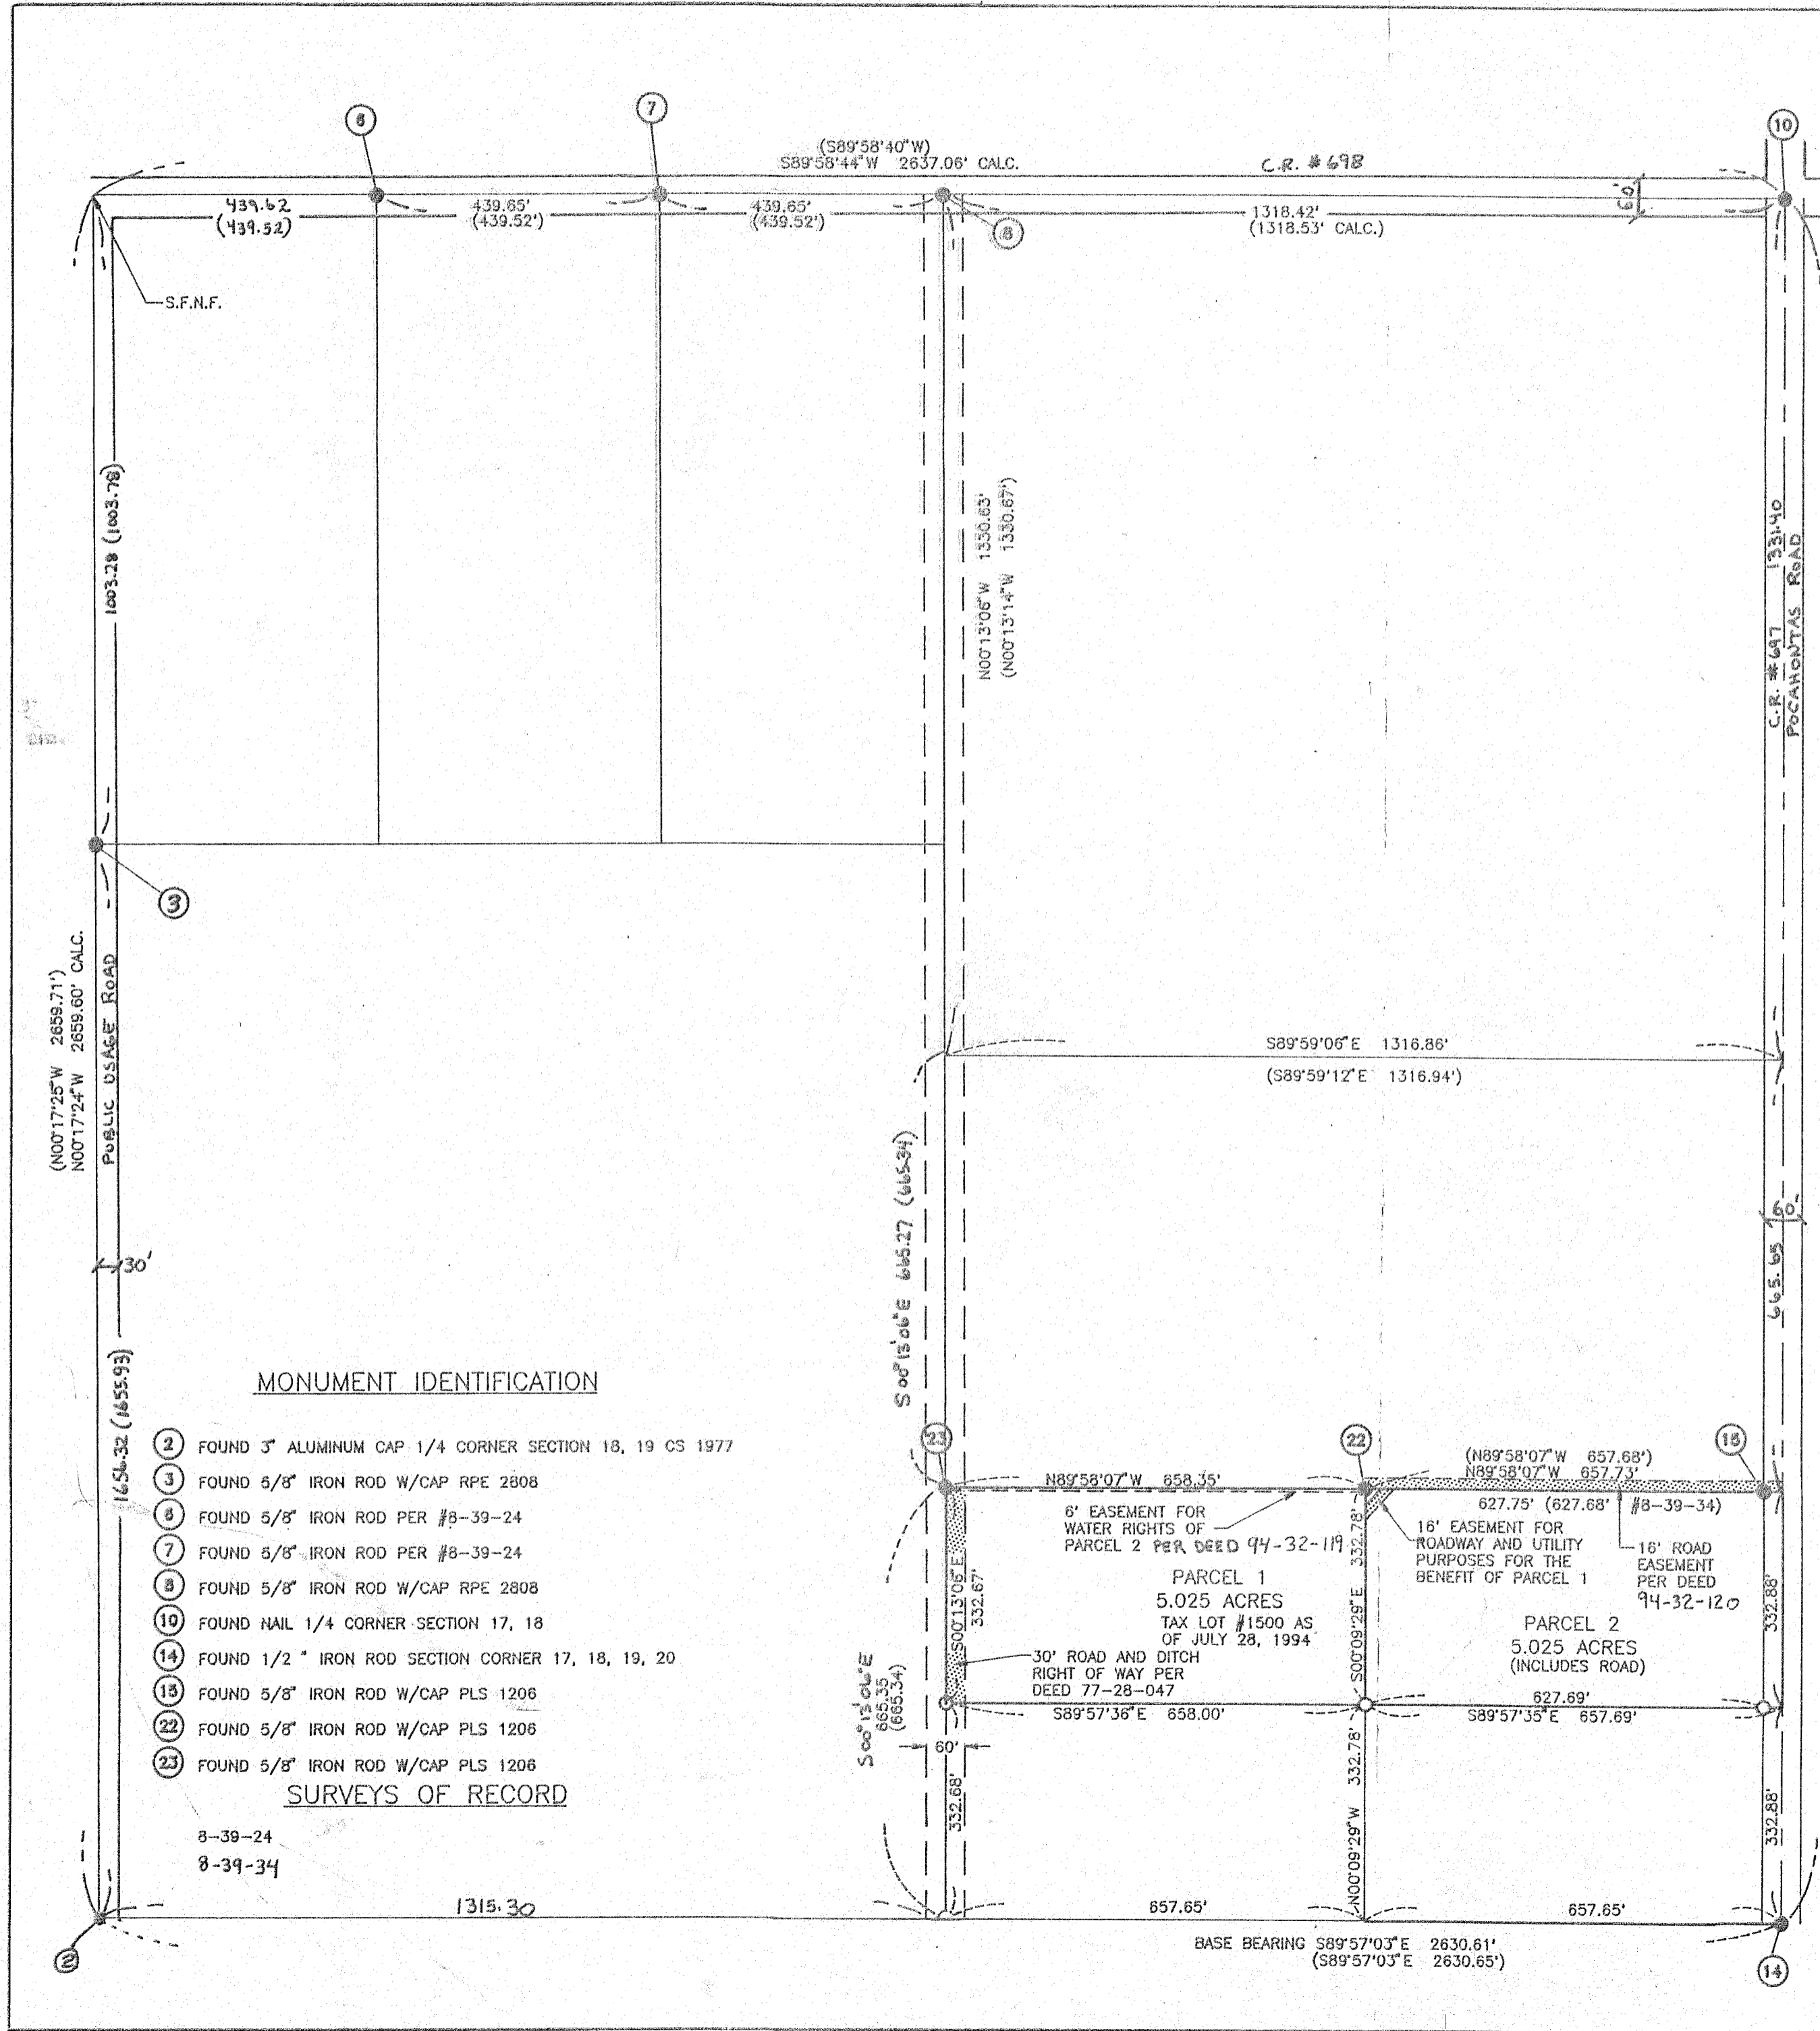 6
7
10
(S89°58'40"W)
S89°58'44"W 2637.06' CALC.
C.R. #698
60'
439.62
(439.52)
439.65'
(439.52')
439.65'
(439.52')
8
1318.42'
(1318.53' CALC.)
S.F.N.F.
1003.28 (1003.78)
N00°13'06"W 1330.63'
(N00°13'14"W 1330.67')
C.R. #697 1331.40
POCAHONTAS ROAD
3
(N00°17'25"W 2659.71')
N00°17'24"W 2659.60' CALC.
PUBLIC USAGE ROAD
S89°59'06"E 1316.86'
(S89°59'12"E 1316.94')
S00°13'06"E 665.27 (665.34)
60'
30'
665.65
1656.32 (1655.93)
MONUMENT IDENTIFICATION
2 FOUND 3" ALUMINUM CAP 1/4 CORNER SECTION 18, 19 CS 1977
3 FOUND 5/8" IRON ROD W/CAP RPE 2808
6 FOUND 5/8" IRON ROD PER #8-39-24
7 FOUND 5/8" IRON ROD PER #8-39-24
8 FOUND 5/8" IRON ROD W/CAP RPE 2808
10 FOUND NAIL 1/4 CORNER SECTION 17, 18
14 FOUND 1/2 " IRON ROD SECTION CORNER 17, 18, 19, 20
15 FOUND 5/8" IRON ROD W/CAP PLS 1206
22 FOUND 5/8" IRON ROD W/CAP PLS 1206
23 FOUND 5/8" IRON ROD W/CAP PLS 1206
SURVEYS OF RECORD
8-39-24
8-39-34
23
22
15
N89°58'07"W 658.35'
(N89°58'07"W 657.68')
N89°58'07"W 657.73'
627.75' (627.68' #8-39-34)
6' EASEMENT FOR
WATER RIGHTS OF
PARCEL 2 PER DEED 94-32-119
332.78'
16' EASEMENT FOR
ROADWAY AND UTILITY
PURPOSES FOR THE
BENEFIT OF PARCEL 1
16' ROAD
EASEMENT
PER DEED
94-32-120
S00°13'06"E
332.67'
PARCEL 1
5.025 ACRES
TAX LOT #1500 AS
OF JULY 28, 1994
S00°09'29"E
PARCEL 2
5.025 ACRES
(INCLUDES ROAD)
332.88'
30' ROAD AND DITCH
RIGHT OF WAY PER
DEED 77-28-047
S89°57'36"E 658.00'
627.69'
S89°57'35"E 657.69'
S00°13'06"E
665.35
(665.34)
60'
332.68'
N00°09'29"W 332.78'
332.88'
1315.30
657.65'
657.65'
BASE BEARING S89°57'03"E 2630.61'
(S89°57'03"E 2630.65')
2
14